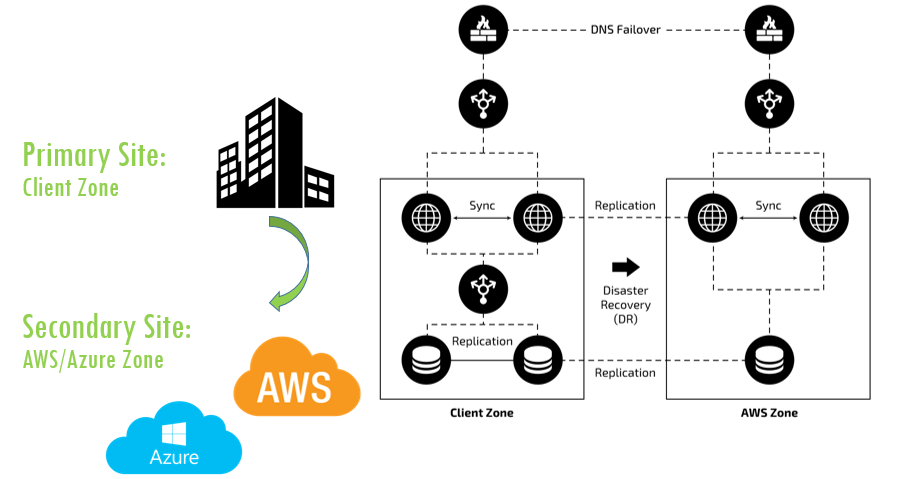 Primary Site:
Client Zone
Secondary Site:
AWS/Azure Zone
AWS
Azure
DNS Failover
Sync
Replication
Sync
Disaster
Recovery
(DR)
Replication
Replication
Client Zone
AWS Zone